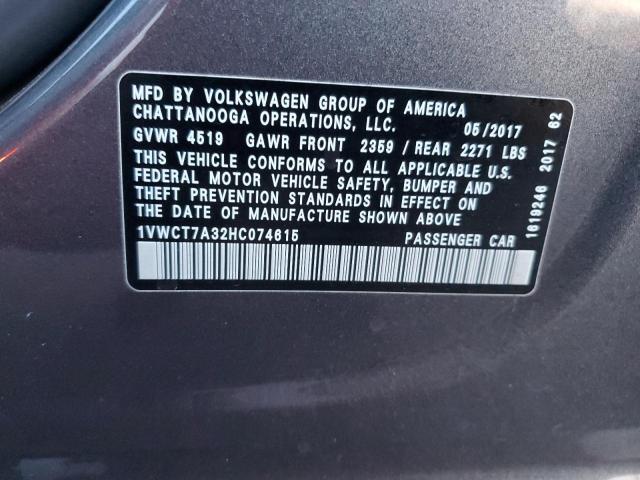 MFD BY VOLKSWAGEN GROUP OF AMERICA
CHATTANOOGA OPERATIONS, LLC. 05/2017
GVWR 4519 GAWR FRONT 2359 / REAR 2271 LBS
THIS VEHICLE CONFORMS TO ALL APPLICABLE U.S.
FEDERAL MOTOR VEHICLE SAFETY, BUMPER AND
THEFT PREVENTION STANDARDS IN EFFECT ON THE
DATE OF MANUFACTURE SHOWN ABOVE
1VWCT7A32HC074615 PASSENGER CAR
1619246 2017 62